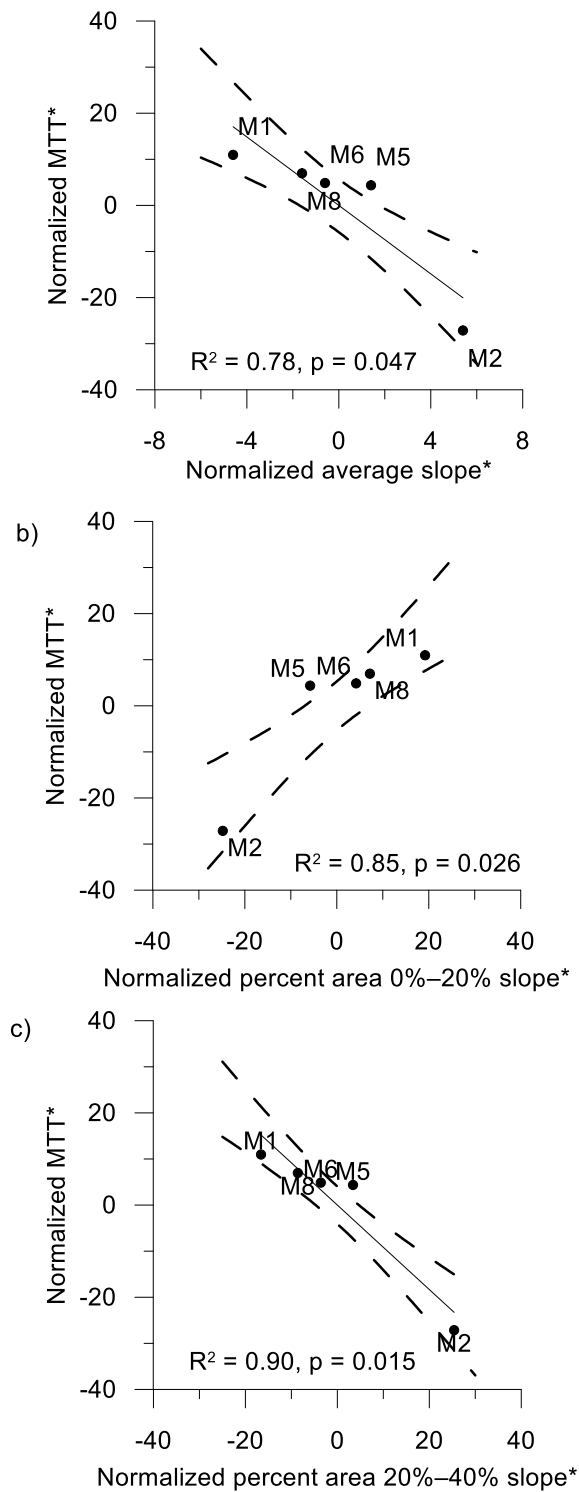 40
20
0
-20
-40
Normalized MTT*
M1
M6
M5
M8
M2
R² = 0.78, p = 0.047
-8
-4
0
4
8
Normalized average slope*
b)
40
20
0
-20
-40
Normalized MTT*
M1
M5
M6
M8
M2
R² = 0.85, p = 0.026
-40
-20
0
20
40
Normalized percent area 0%–20% slope*
c)
40
20
0
-20
-40
Normalized MTT*
M1
M6
M5
M8
M2
R² = 0.90, p = 0.015
-40
-20
0
20
40
Normalized percent area 20%–40% slope*